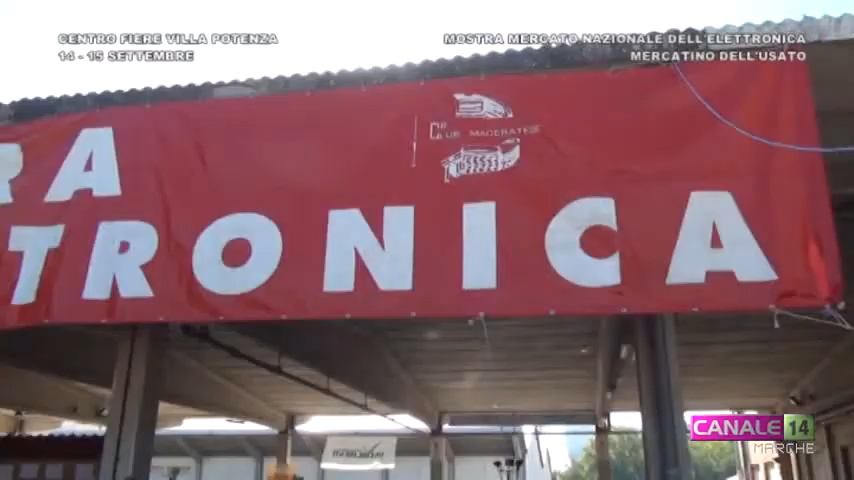 CENTRO FIERE VILLA POTENZA
14 - 15 SETTEMBRE
MOSTRA MERCATO NAZIONALE DELL'ELETTRONICA
MERCATINO DELL'USATO
CLUB MACERATESE
RA
TRONICA
CANALE 14
MARCHE